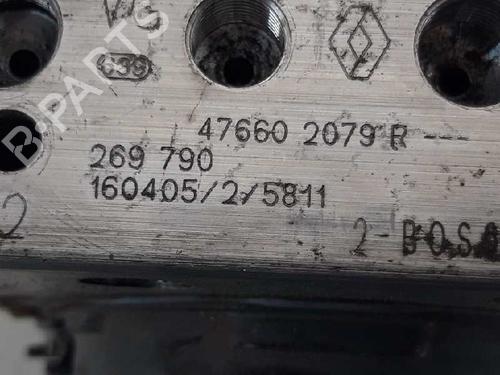 B-PARTS
639
47660 2079 R ---
269 790
160405/2/5811
2
2-BOS